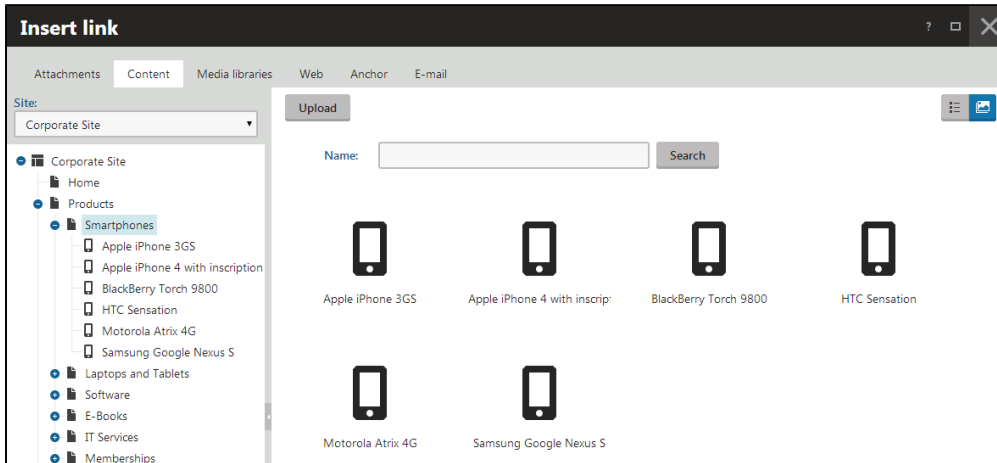 Insert link
?
Attachments Content Media libraries Web Anchor E-mail
Site:
Corporate Site
Corporate Site
Home
Products
Smartphones
Apple iPhone 3GS
Apple iPhone 4 with inscription
BlackBerry Torch 9800
HTC Sensation
Motorola Atrix 4G
Samsung Google Nexus S
Laptops and Tablets
Software
E-Books
IT Services
Memberships
Upload
Name: Search
Apple iPhone 3GS Apple iPhone 4 with inscript BlackBerry Torch 9800 HTC Sensation
Motorola Atrix 4G Samsung Google Nexus S